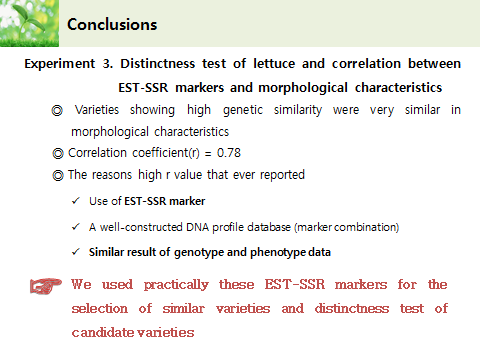 Conclusions
Experiment 3. Distinctness test of lettuce and correlation between
EST-SSR markers and morphological characteristics
◎ Varieties showing high genetic similarity were very similar in
morphological characteristics
◎ Correlation coefficient(r) = 0.78
◎ The reasons high r value that ever reported
✓ Use of EST-SSR marker
✓ A well-constructed DNA profile database (marker combination)
✓ Similar result of genotype and phenotype data
We used practically these EST-SSR markers for the
selection of similar varieties and distinctness test of
candidate varieties